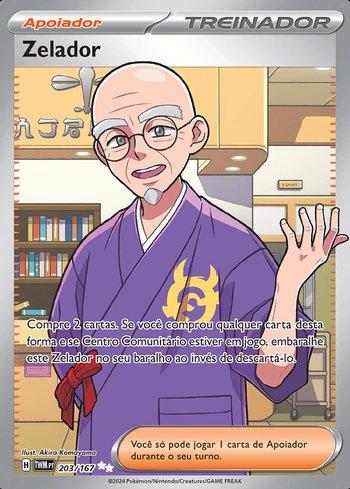 Apoiador
TREINADOR
Zelador
Compre 2 cartas. Se você comprou qualquer carta desta
forma e se Centro Comunitário estiver em jogo, embaralhe
este Zelador no seu baralho ao invés de descartá-lo.
Ilust. Akira Komayama
Você só pode jogar 1 carta de Apoiador
durante o seu turno.
H TWM PT 203/167
©2024 Pokémon/Nintendo/Creatures/GAME FREAK